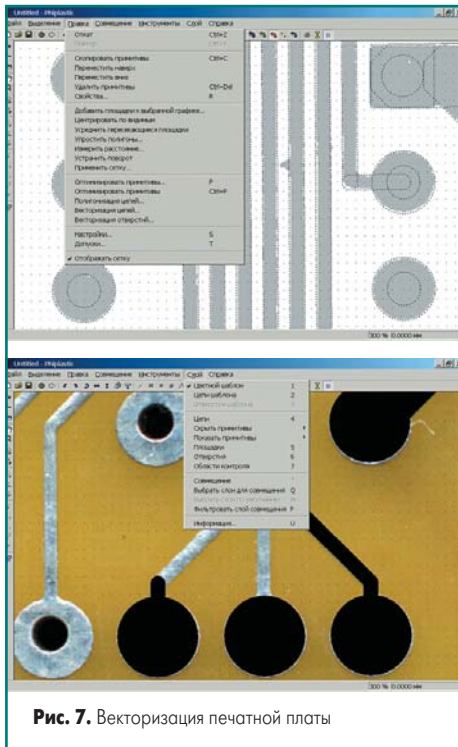 Untitled - PHiplastic
Файл Выделение Правка Совмещение Инструменты Слой Справка
Откат Ctrl+Z
Скопировать примитивы Ctrl+C
Переместить наверх
Переместить вниз
Удалить примитивы Ctrl+Del
Свойства... R
Добавить площадки к выбранной графике...
Центрировать по видимым
Усреднить пересекающиеся площадки
Упростить полигоны...
Измерить расстояние...
Устранить поворот
Применить сетку...
Оптимизировать примитивы... P
Оптимизировать примитивы Ctrl+P
Полигонизация цепей...
Векторизация цепей...
Векторизация отверстий...
Настройки... S
Допуски... T
✓ Отображать сетку
300 % 0.0000 мм
Untitled - PHiplastic
Файл Выделение Правка Совмещение Инструменты Слой Справка
✓ Цветной шаблон 1
Цепи шаблона 2
Отверстия шаблона
Цепи 4
Скрыть примитивы
Показать примитивы
Площадки 5
Отверстия 6
Области контроля 7
Совмещение
Выбрать слои для совмещения Q
Фильтровать слой совмещения F
Информация... U
300 % 0.0000 мм
Рис. 7. Векторизация печатной платы